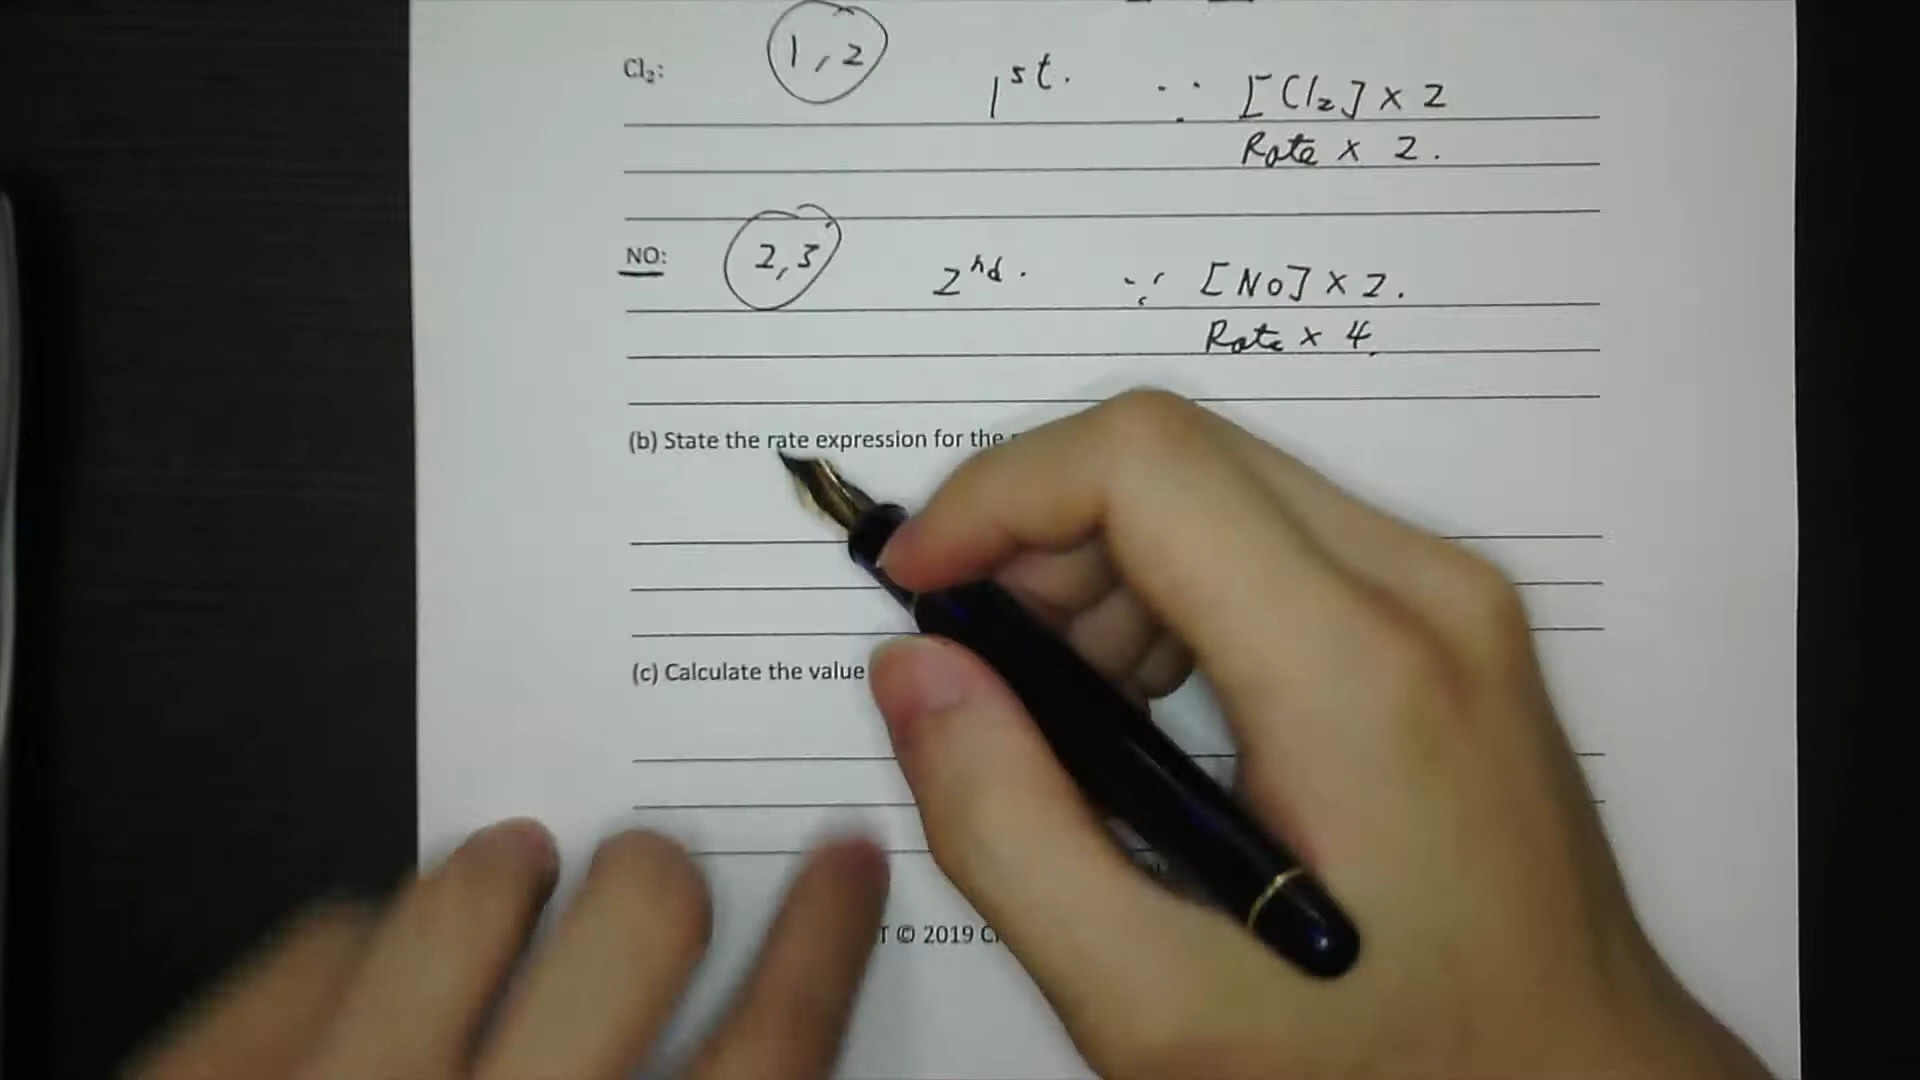 Cl₂: 1, 2 1st. ∵ [Cl₂] × 2
Rate × 2.
NO: 2, 3 2nd. ∵ [NO] × 2.
Rate × 4.
(b) State the rate expression for the
(c) Calculate the value
© 2019